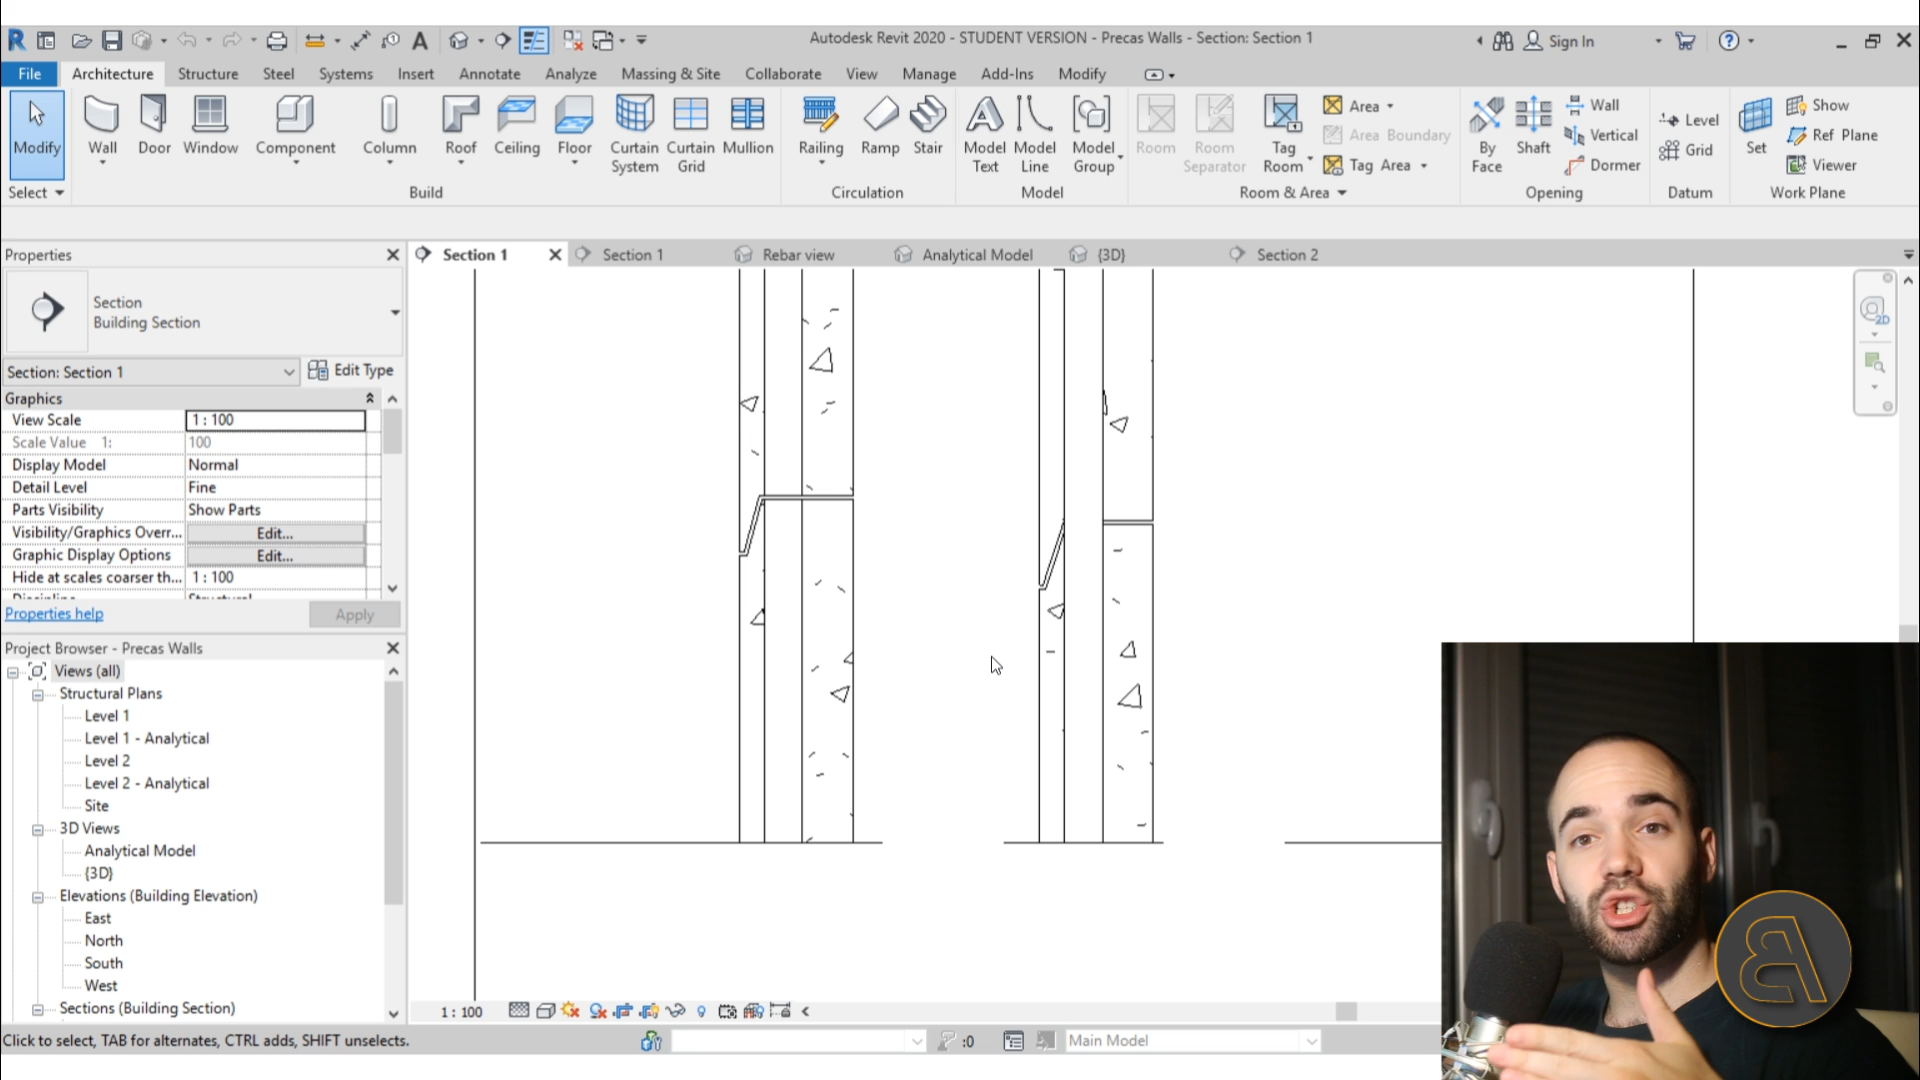 Autodesk Revit 2020 - STUDENT VERSION - Precas Walls - Section: Section 1
Sign In
File Architecture Structure Steel Systems Insert Annotate Analyze Massing & Site Collaborate View Manage Add-Ins Modify
Modify
Wall
Door
Window
Component
Column
Roof
Ceiling
Floor
Curtain System
Curtain Grid
Mullion
Railing
Ramp
Stair
Model Text
Model Line
Model Group
Room
Room Separator
Tag Room
Area
Area Boundary
Tag Area
By Face
Shaft
Wall
Vertical
Dormer
Level
Grid
Set
Show
Ref Plane
Viewer
Select Build Circulation Model Room & Area Opening Datum Work Plane
Properties
Section 1 Section 1 Rebar view Analytical Model {3D} Section 2
Section
Building Section
Section: Section 1 Edit Type
Graphics
View Scale 1 : 100
Scale Value 1: 100
Display Model Normal
Detail Level Fine
Parts Visibility Show Parts
Visibility/Graphics Overr... Edit...
Graphic Display Options Edit...
Hide at scales coarser th... 1 : 100
Properties help Apply
Project Browser - Precas Walls
Views (all)
Structural Plans
Level 1
Level 1 - Analytical
Level 2
Level 2 - Analytical
Site
3D Views
Analytical Model
{3D}
Elevations (Building Elevation)
East
North
South
West
Sections (Building Section)
2D
1 : 100
Click to select, TAB for alternates, CTRL adds, SHIFT unselects.
:0
Main Model